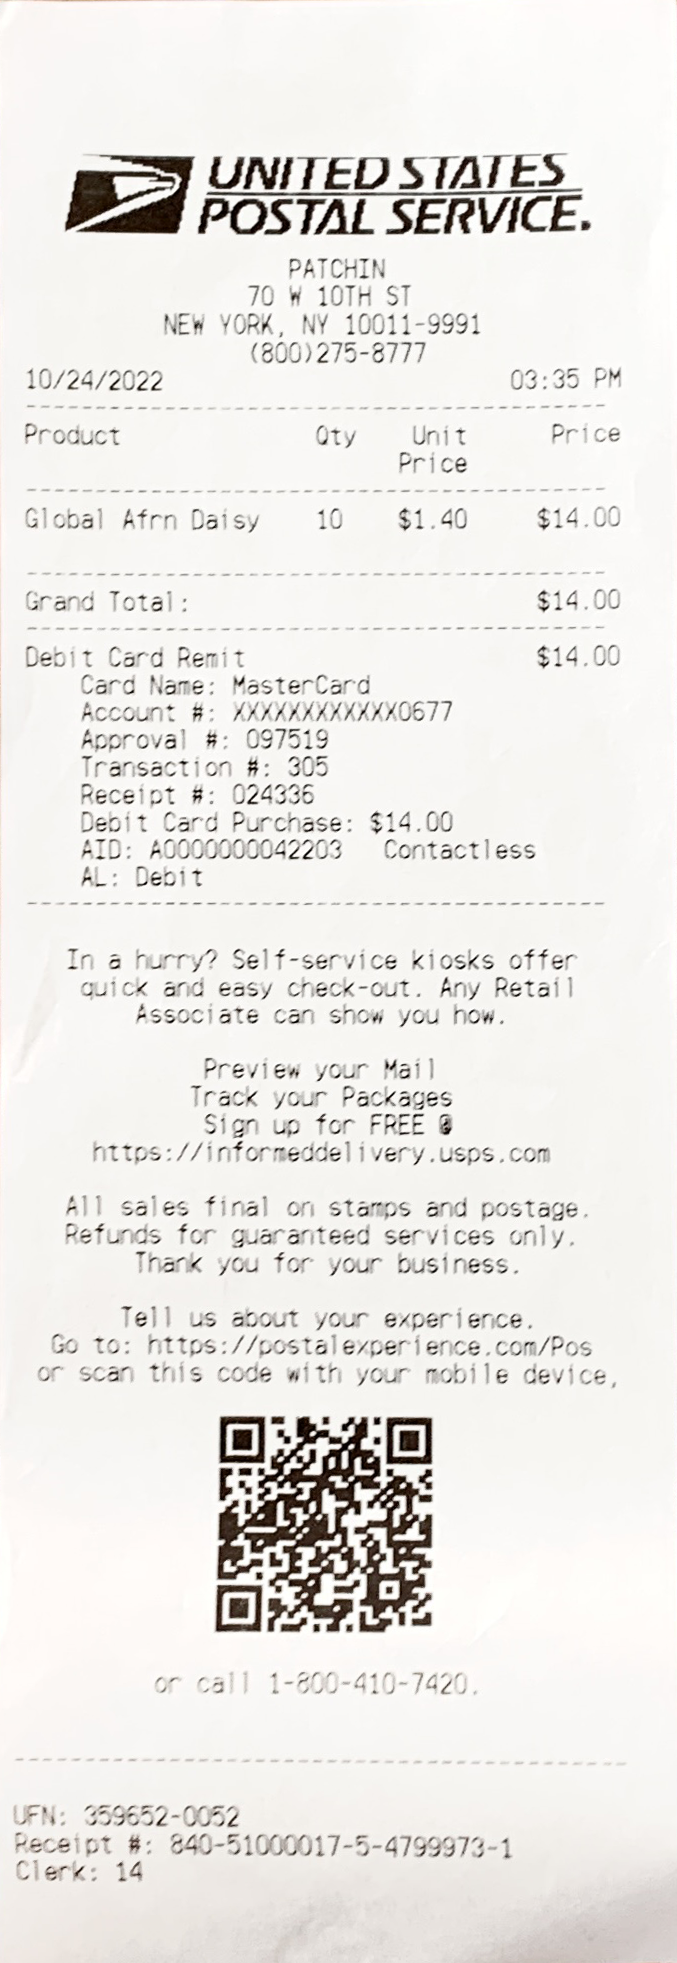 UNITED STATES
POSTAL SERVICE.
PATCHIN
70 W 10TH ST
NEW YORK, NY 10011-9991
(800)275-8777
10/24/2022 03:35 PM
Product Qty Unit Price
Price
Global Afrn Daisy 10 $1.40 $14.00
Grand Total: $14.00
Debit Card Remit $14.00
Card Name: MasterCard
Account #: XXXXXXXXXXXX0677
Approval #: 097519
Transaction #: 305
Receipt #: 024336
Debit Card Purchase: $14.00
AID: A0000000042203 Contactless
AL: Debit
In a hurry? Self-service kiosks offer
quick and easy check-out. Any Retail
Associate can show you how.
Preview your Mail
Track your Packages
Sign up for FREE @
https://informeddelivery.usps.com
All sales final on stamps and postage.
Refunds for guaranteed services only.
Thank you for your business.
Tell us about your experience.
Go to: https://postalexperience.com/Pos
or scan this code with your mobile device,
or call 1-800-410-7420.
UFN: 359652-0052
Receipt #: 840-51000017-5-4799973-1
Clerk: 14